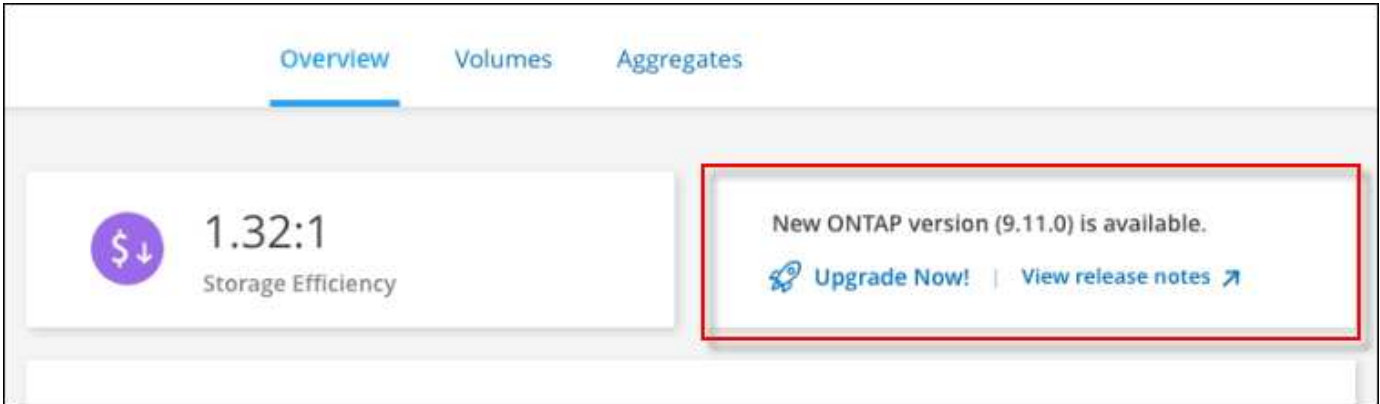 Overview Volumes Aggregates
1.32:1
Storage Efficiency
New ONTAP version (9.11.0) is available.
Upgrade Now! | View release notes